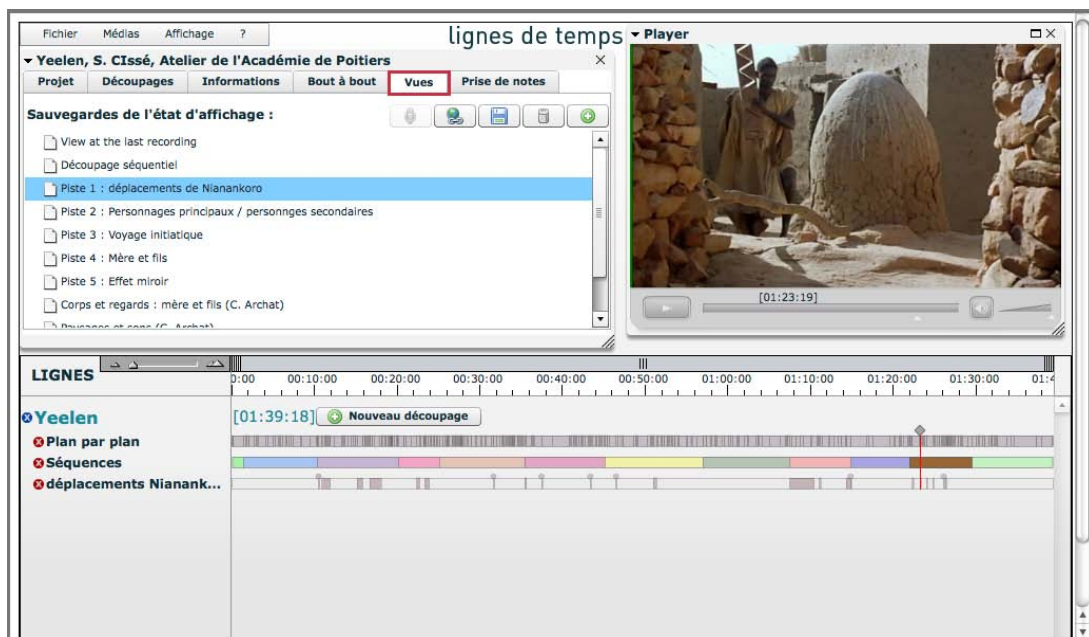 Fichier Médias Affichage ?
lignes de temps
Yeelen, S. CIssé, Atelier de l'Académie de Poitiers
Projet Découpages Informations Bout à bout Vues Prise de notes
Sauvegardes de l'état d'affichage :
View at the last recording
Découpage séquentiel
Piste 1 : déplacements de Nianankoro
Piste 2 : Personnages principaux / personnges secondaires
Piste 3 : Voyage initiatique
Piste 4 : Mère et fils
Piste 5 : Effet miroir
Corps et regards : mère et fils (C. Archat)
Player
[01:23:19]
LIGNES
0:00 00:10:00 00:20:00 00:30:00 00:40:00 00:50:00 01:00:00 01:10:00 01:20:00 01:30:00 01:4
Yeelen
[01:39:18] Nouveau découpage
Plan par plan
Séquences
déplacements Nianank...